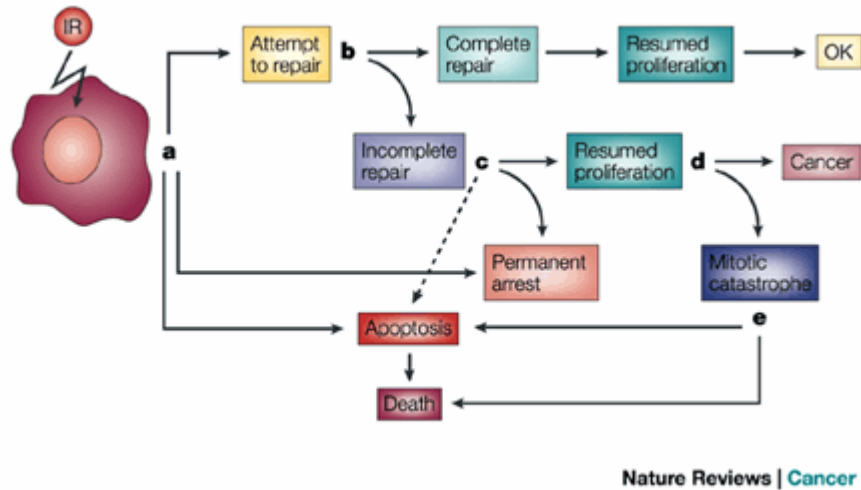 IR
Attempt
to repair
b
Complete
repair
Resumed
proliferation
OK
a
Incomplete
repair
c
Resumed
proliferation
d
Cancer
Permanent
arrest
Mitotic
catastrophe
Apoptosis
e
Death
Nature Reviews | Cancer